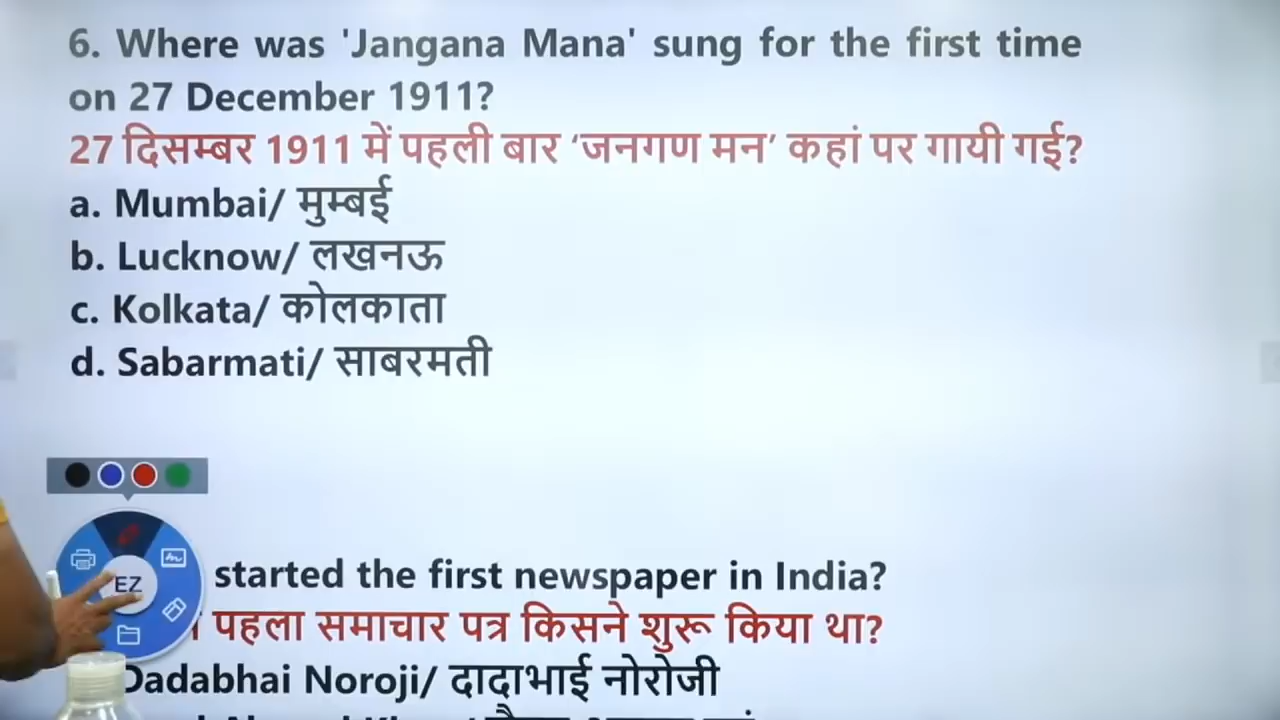 6. Where was 'Jangana Mana' sung for the first time
on 27 December 1911?
27 दिसम्बर 1911 में पहली बार ‘जनगण मन’ कहां पर गायी गई?
a. Mumbai/ मुम्बई
b. Lucknow/ लखनऊ
c. Kolkata/ कोलकाता
d. Sabarmati/ साबरमती
EZ
started the first newspaper in India?
पहला समाचार पत्र किसने शुरू किया था?
Dadabhai Noroji/ दादाभाई नोरोजी